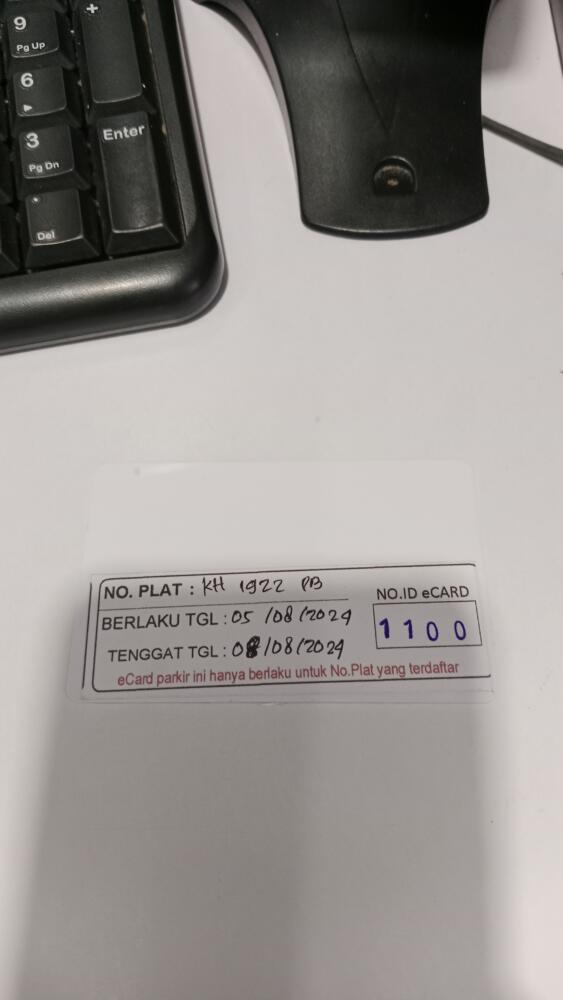 9
Pg Up
+
6
3
Pg Dn
Enter
.
Del
NO. PLAT : KH 1922 PB
NO.ID eCARD
BERLAKU TGL : 05 /08/2024
1100
TENGGAT TGL : 08/08/2024
eCard parkir ini hanya berlaku untuk No.Plat yang terdaftar